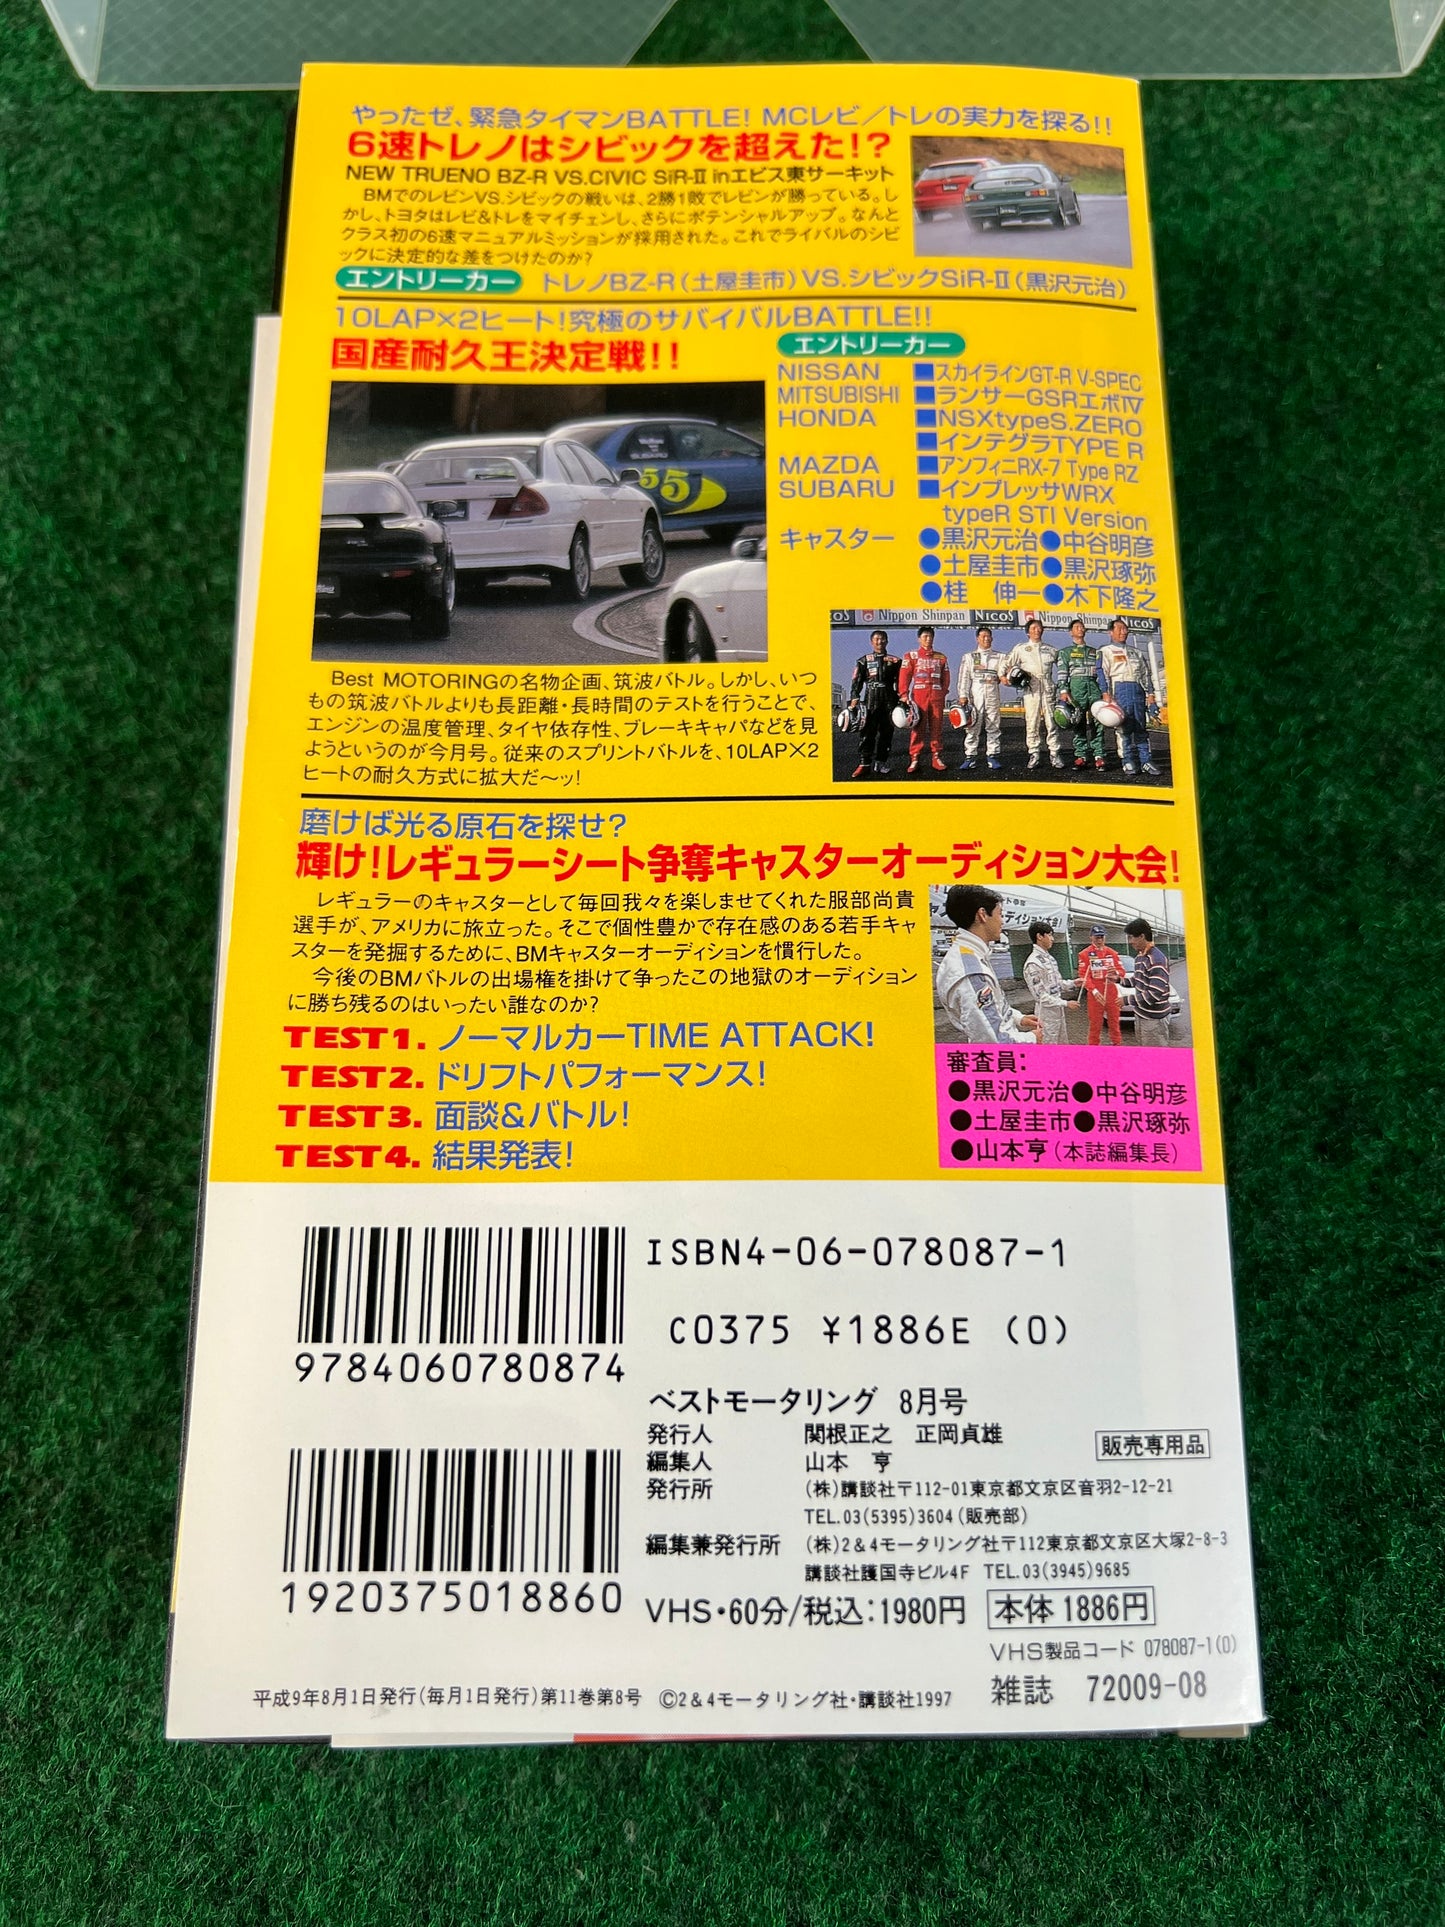 やったぜ、緊急タイマンBATTLE! MCレビ／トレの実力を探る!!
6速トレノはシビックを超えた!?
NEW TRUENO BZ-R VS.CIVIC SiR-Ⅱ inエビス東サーキット
BMでのレビンVS.シビックの戦いは、2勝1敗でレビンが勝っている。し
かし、トヨタはレビ&トレをマイチェンし、さらにポテンシャルアップ。なんと
クラス初の6速マニュアルミッションが採用された。これでライバルのシビ
ックに決定的な差をつけたのか?
エントリーカー トレノBZ-R(土屋圭市)VS.シビックSiR-Ⅱ(黒沢元治)
10LAP×2ヒート!究極のサバイバルBATTLE!!
国産耐久王決定戦!!
エントリーカー
NISSAN ■スカイラインGT-R V-SPEC
MITSUBISHI ■ランサーGSRエボⅣ
HONDA ■NSXtypeS.ZERO
■インテグラTYPE R
MAZDA ■アンフィニRX-7 Type RZ
SUBARU ■インプレッサWRX
typeR STI Version
キャスター ●黒沢元治●中谷明彦
●土屋圭市●黒沢琢弥
●桂 伸一●木下隆之
55
SUBARU
Nippon Shinpan NICOS Nippon Shinpan NICOS
Best MOTORINGの名物企画、筑波バトル。しかし、いつ
もの筑波バトルよりも長距離・長時間のテストを行うことで、
エンジンの温度管理、タイヤ依存性、ブレーキキャパなどを見
ようというのが今月号。従来のスプリントバトルを、10LAP×2
ヒートの耐久方式に拡大だ〜ッ!
磨けば光る原石を探せ?
輝け!レギュラーシート争奪キャスターオーディション大会!
レギュラーのキャスターとして毎回我々を楽しませてくれた服部尚貴
選手が、アメリカに旅立った。そこで個性豊かで存在感のある若手キャ
スターを発掘するために、BMキャスターオーディションを慣行した。
今後のBMバトルの出場権を掛けて争ったこの地獄のオーディション
に勝ち残るのはいったい誰なのか?
TEST1. ノーマルカーTIME ATTACK!
TEST2. ドリフトパフォーマンス!
TEST3. 面談&バトル!
TEST4. 結果発表!
FedEx
審査員:
●黒沢元治●中谷明彦
●土屋圭市●黒沢琢弥
●山本亨(本誌編集長)
ISBN4-06-078087-1
C0375 ¥1886E (0)
9784060780874
1920375018860
ベストモータリング 8月号
発行人 関根正之 正岡貞雄
編集人 山本 亨
販売専用品
発行所 (株)講談社〒112-01東京都文京区音羽2-12-21
TEL.03(5395)3604(販売部)
編集兼発行所 (株)2&4モータリング社〒112東京都文京区大塚2-8-3
講談社護国寺ビル4F TEL.03(3945)9685
VHS・60分/税込:1980円 本体 1886円
VHS製品コード 078087-1(0)
平成9年8月1日発行(毎月1日発行)第11巻第8号 ©2&4モータリング社・講談社1997
雑誌 72009-08